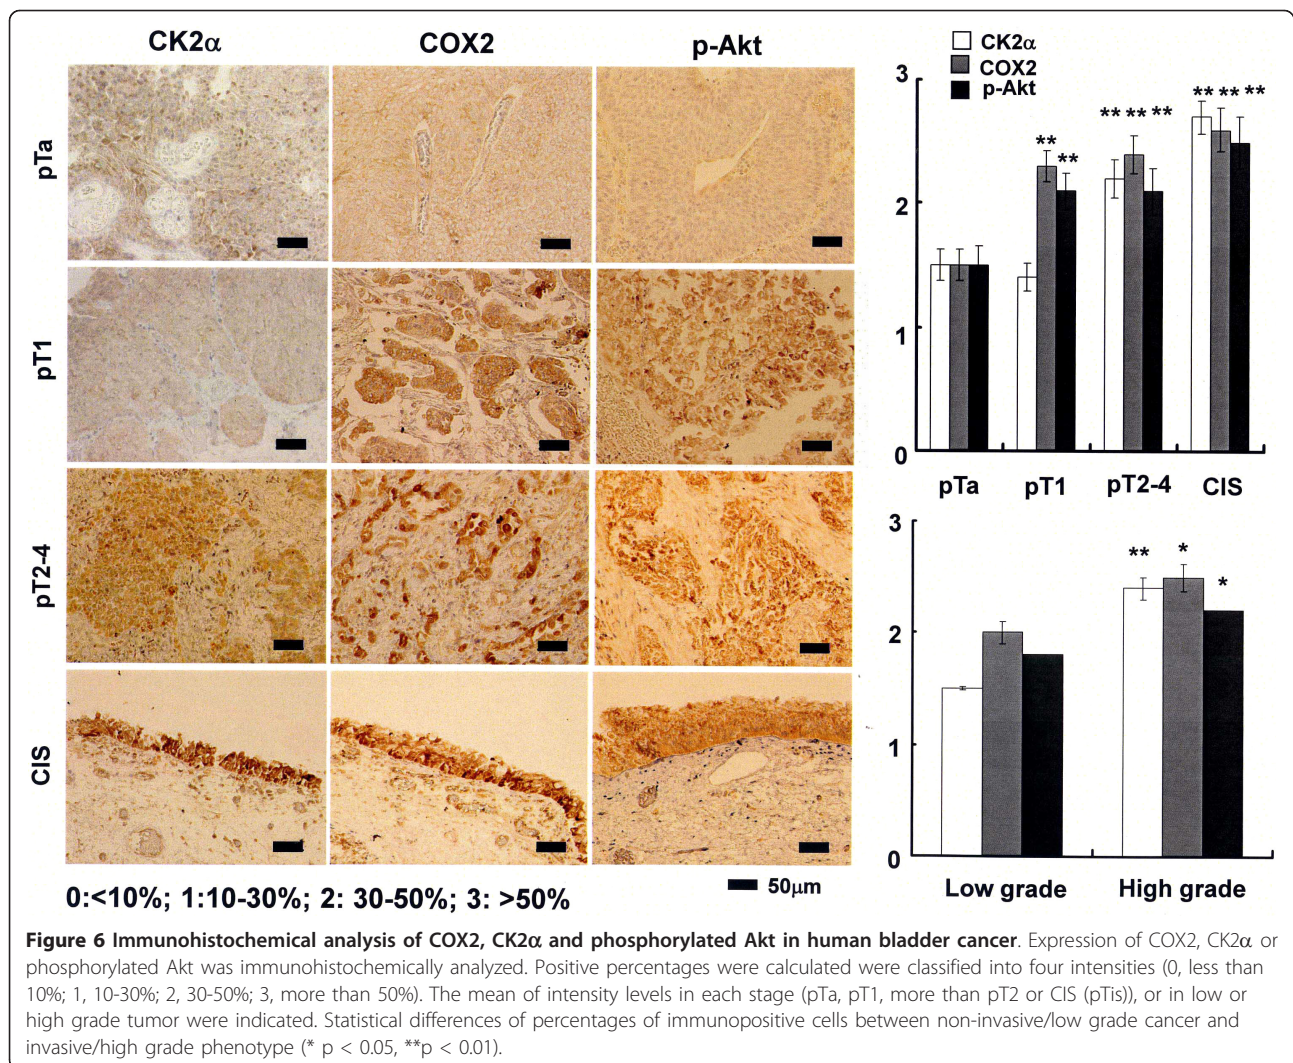 CK2α COX2 p-Akt
pTa
pT1
pT2-4
CIS
0:<10%; 1:10-30%; 2: 30-50%; 3: >50%
50µm
CK2α
COX2
p-Akt
3
2
1
0
** ** ** ** ** ** ** **
pTa pT1 pT2-4 CIS
3
2
1
0
** * *
Low grade High grade
Figure 6 Immunohistochemical analysis of COX2, CK2α and phosphorylated Akt in human bladder cancer. Expression of COX2, CK2α or
phosphorylated Akt was immunohistochemically analyzed. Positive percentages were calculated were classified into four intensities (0, less than
10%; 1, 10-30%; 2, 30-50%; 3, more than 50%). The mean of intensity levels in each stage (pTa, pT1, more than pT2 or CIS (pTis)), or in low or
high grade tumor were indicated. Statistical differences of percentages of immunopositive cells between non-invasive/low grade cancer and
invasive/high grade phenotype (* p < 0.05, **p < 0.01).